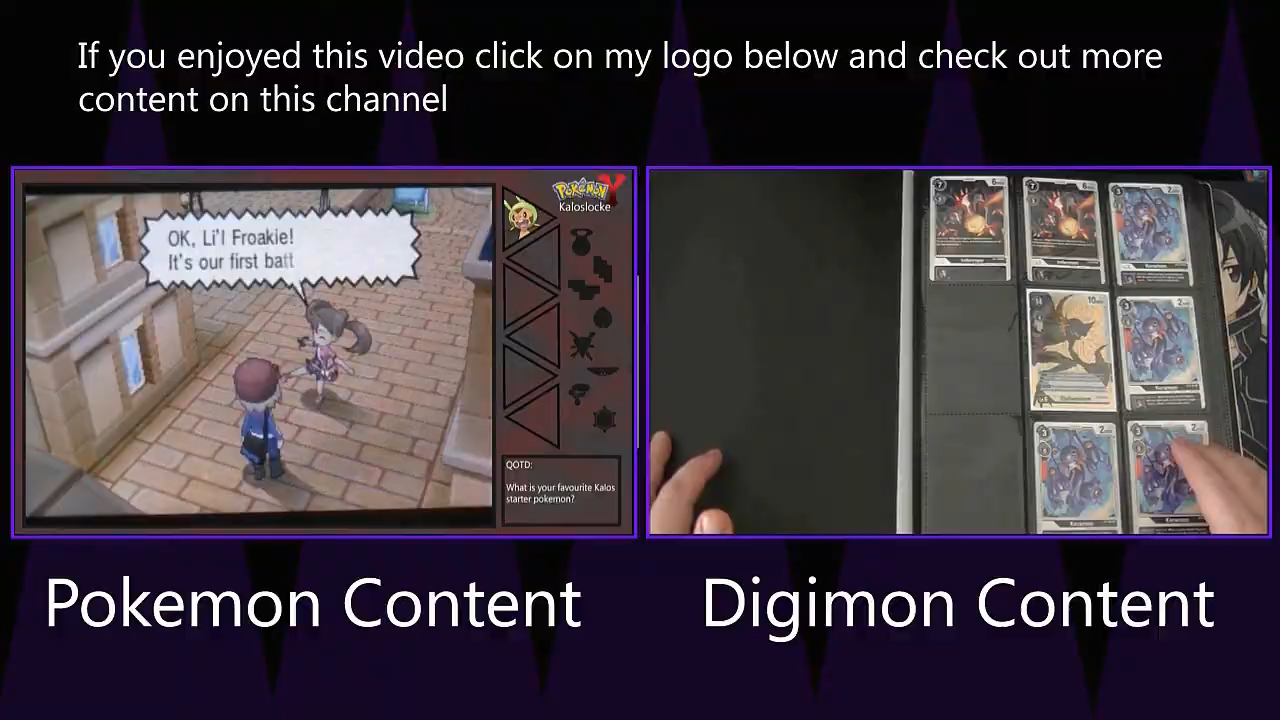 If you enjoyed this video click on my logo below and check out more
content on this channel
OK, Li'l Froakie!
It's our first batt
POKéMON Y
Kaloslocke
QOTD:
What is your favourite Kalos
starter pokemon?
Pokemon Content
Digimon Content